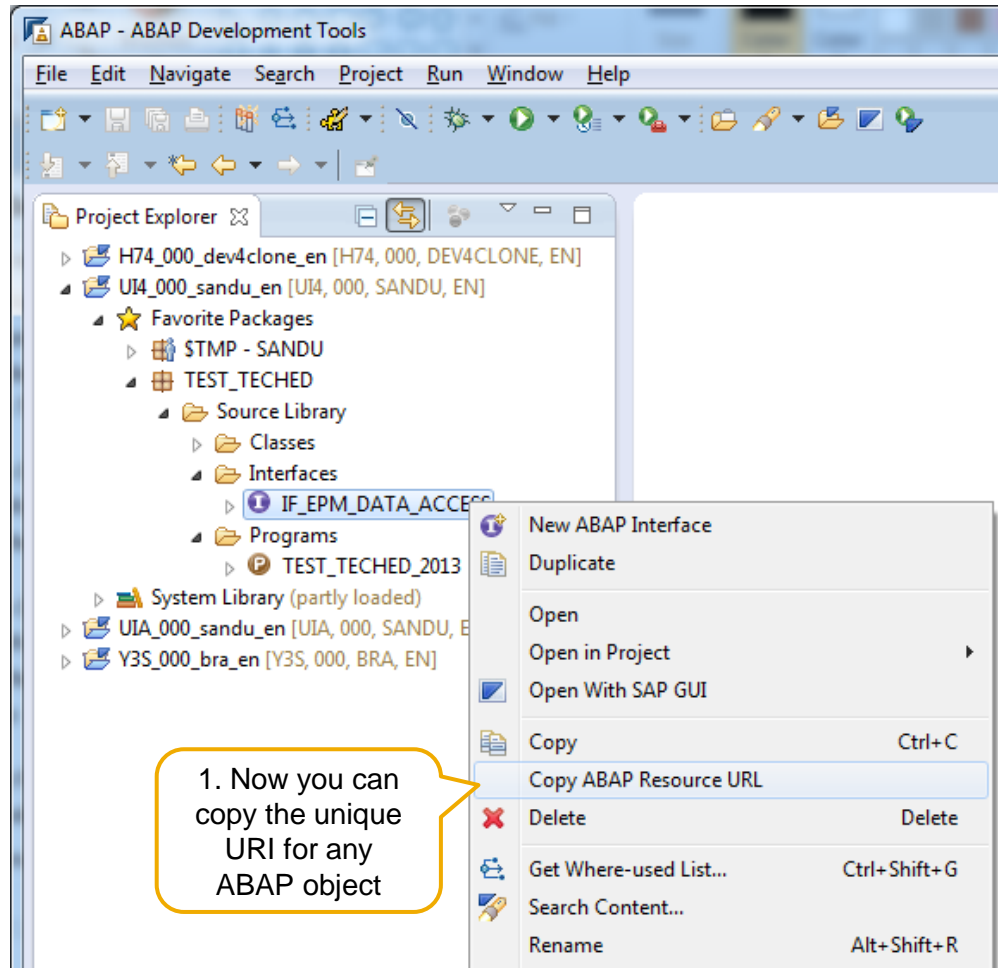 ABAP - ABAP Development Tools
File Edit Navigate Search Project Run Window Help
Project Explorer
H74_000_dev4clone_en [H74, 000, DEV4CLONE, EN]
UI4_000_sandu_en [UI4, 000, SANDU, EN]
Favorite Packages
$TMP - SANDU
TEST_TECHED
Source Library
Classes
Interfaces
IF_EPM_DATA_ACCESS
Programs
TEST_TECHED_2013
System Library (partly loaded)
UIA_000_sandu_en [UIA, 000, SANDU, E
Y3S_000_bra_en [Y3S, 000, BRA, EN]
New ABAP Interface
Duplicate
Open
Open in Project
Open With SAP GUI
Copy Ctrl+C
Copy ABAP Resource URL
Delete Delete
Get Where-used List... Ctrl+Shift+G
Search Content...
Rename Alt+Shift+R
1. Now you can
copy the unique
URI for any
ABAP object